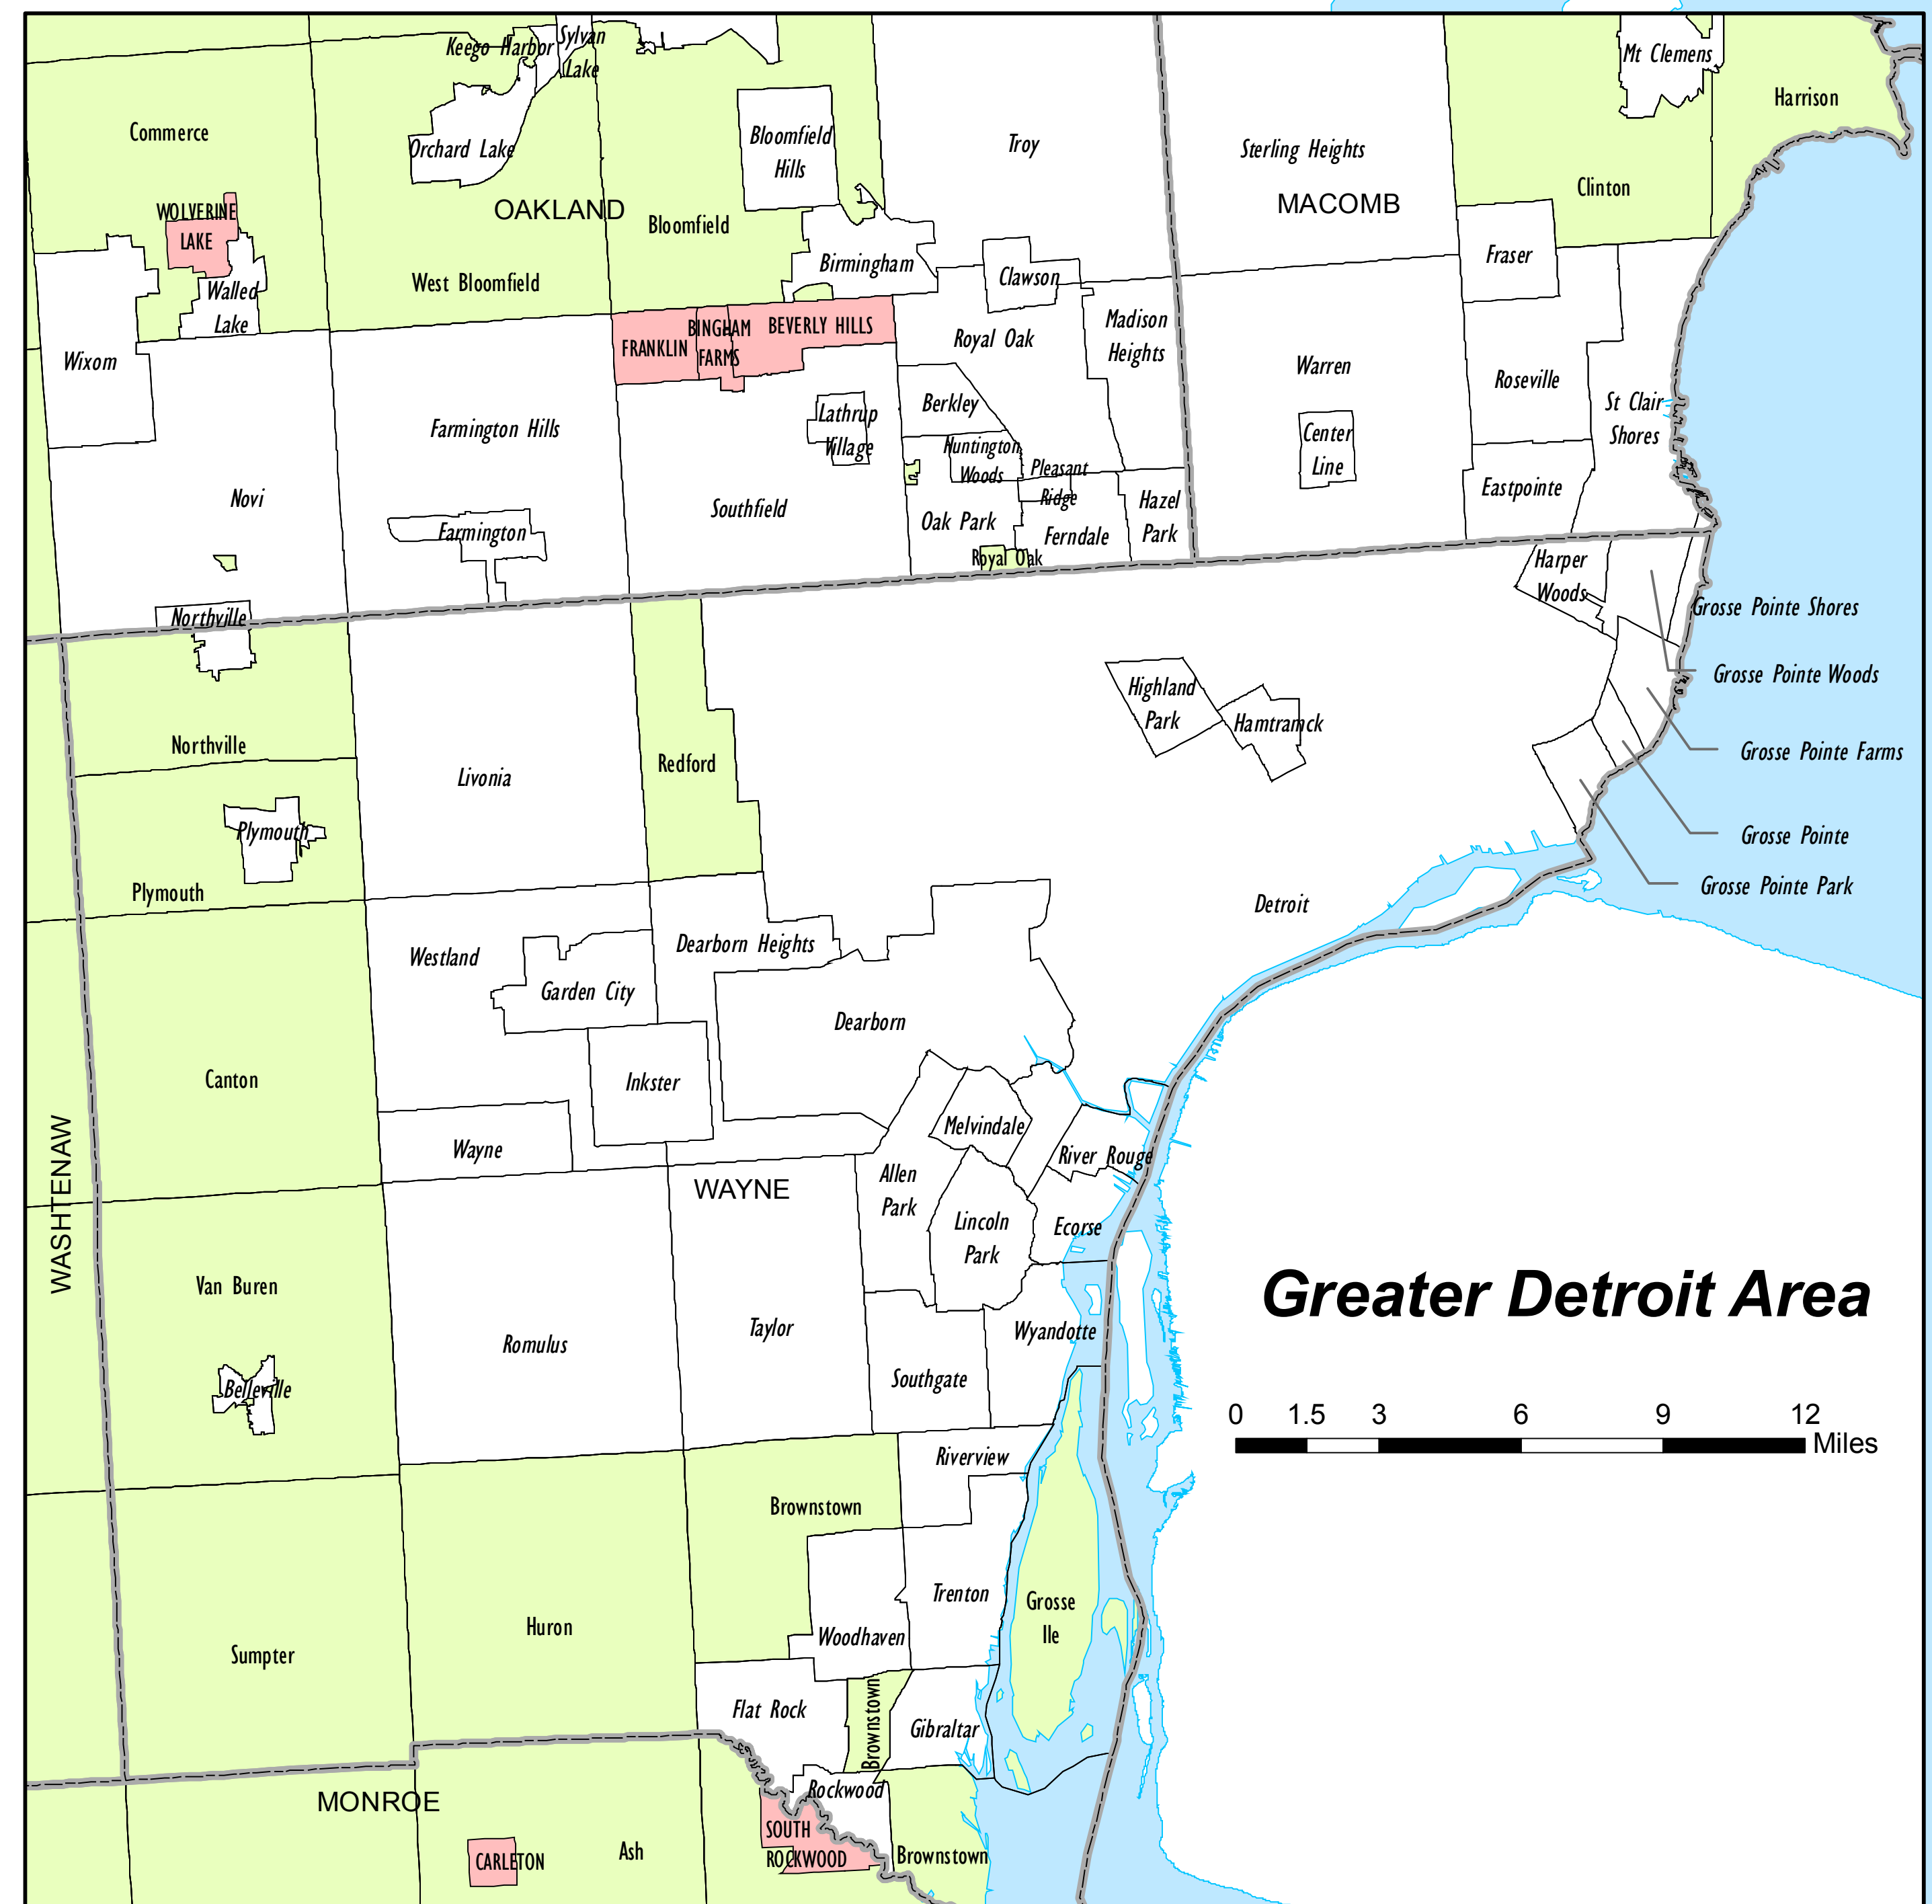 Keego Harbor
Sylvan
Lake
Mt Clemens
Harrison
Commerce
Orchard Lake
Bloomfield
Hills
Troy
Sterling Heights
Clinton
WOLVERINE
LAKE
OAKLAND
Bloomfield
MACOMB
Walled
Lake
West Bloomfield
Birmingham
Clawson
Fraser
Wixom
FRANKLIN
BINGHAM
FARMS
BEVERLY HILLS
Royal Oak
Madison
Heights
Warren
Roseville
St Clair
Shores
Farmington Hills
Lathrup
Village
Berkley
Huntington
Woods
Pleasant
Ridge
Center
Line
Eastpointe
Novi
Farmington
Southfield
Oak Park
Ferndale
Hazel
Park
Royal Oak
Harper
Woods
Northville
Grosse Pointe Shores
Grosse Pointe Woods
Highland
Park
Hamtramck
Grosse Pointe Farms
Northville
Livonia
Redford
Plymouth
Grosse Pointe
Grosse Pointe Park
Plymouth
Detroit
Westland
Dearborn Heights
Garden City
Dearborn
Canton
Inkster
WASHTENAW
Wayne
Melvindale
River Rouge
Allen
Park
WAYNE
Lincoln
Park
Ecorse
Van Buren
Greater Detroit Area
Romulus
Taylor
Wyandotte
Southgate
Belleville
0 1.5 3 6 9 12
Miles
Riverview
Brownstown
Trenton
Grosse
Ile
Huron
Woodhaven
Sumpter
Flat Rock
Brownstown
Gibraltar
MONROE
Rockwood
SOUTH
ROCKWOOD
CARLETON
Ash
Brownstown